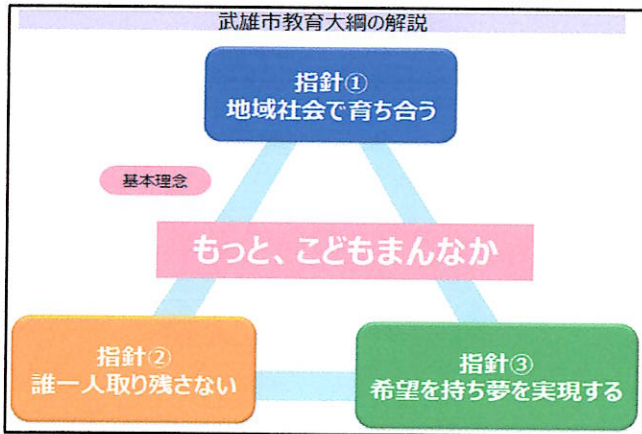 武雄市教育大綱の解説
指針①
地域社会で育ち合う
基本理念
もっと、こどもまんなか
指針②
誰一人取り残さない
指針③
希望を持ち夢を実現する